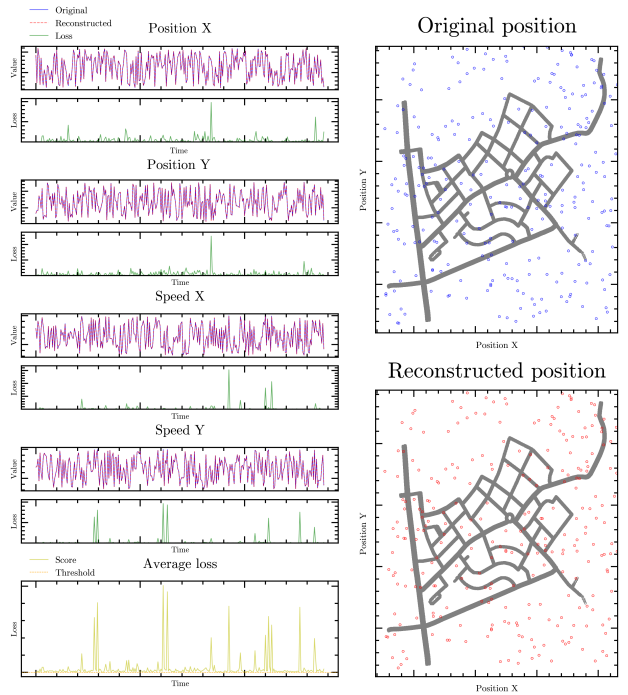 Original
Reconstructed
Loss
Position X
Value
Loss
Time
Position Y
Value
Loss
Time
Speed X
Value
Loss
Time
Speed Y
Value
Loss
Time
Score
Threshold
Average loss
Loss
Time
Original position
Position Y
Position X
Reconstructed position
Position Y
Position X